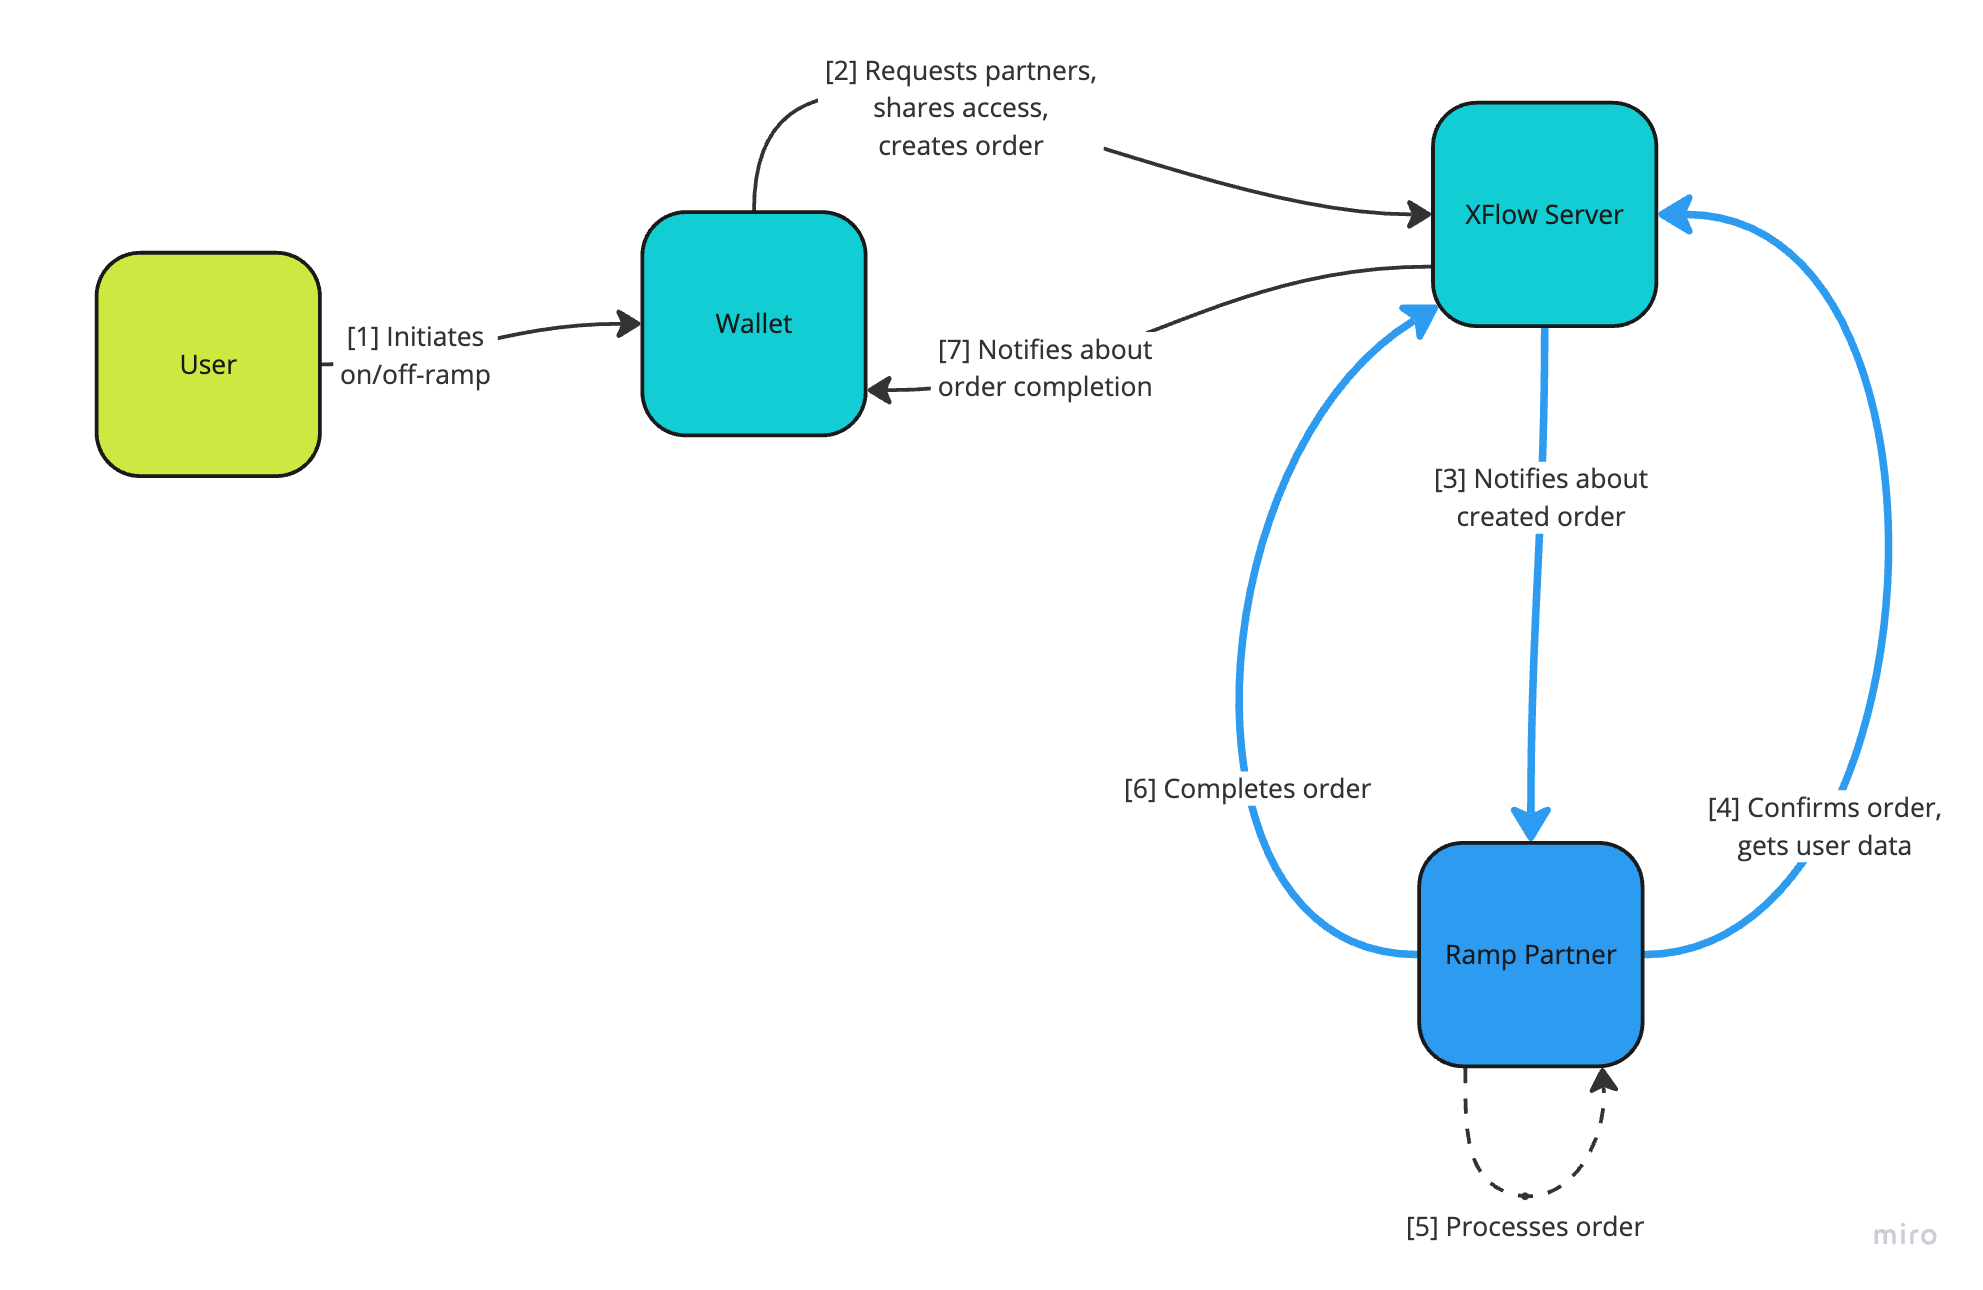 [2] Requests partners,
shares access,
creates order
XFlow Server
Wallet
[1] Initiates
on/off-ramp
User
[7] Notifies about
order completion
[3] Notifies about
created order
[6] Completes order
[4] Confirms order,
gets user data
Ramp Partner
[5] Processes order
miro